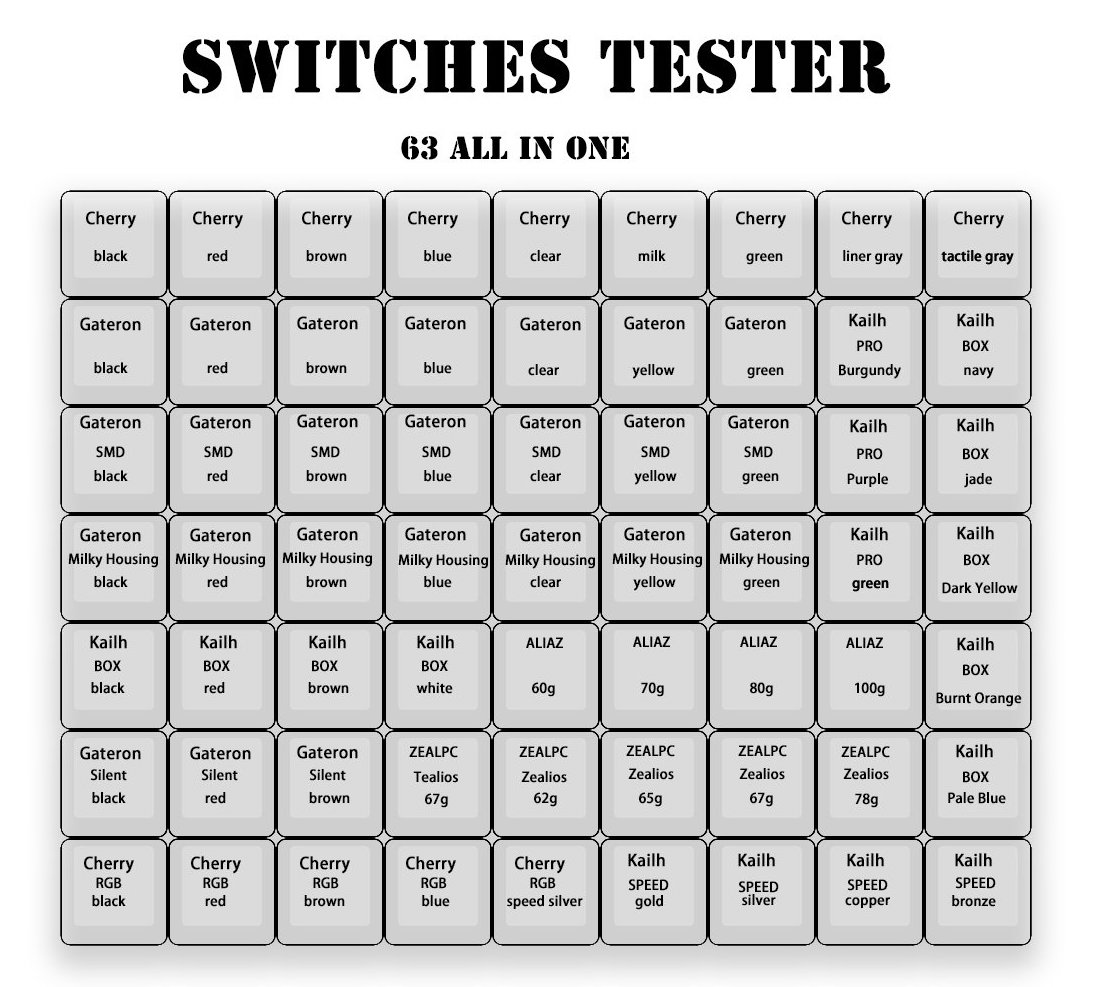 SWITCHES TESTER
63 ALL IN ONE
Cherry
black
Cherry
red
Cherry
brown
Cherry
blue
Cherry
clear
Cherry
milk
Cherry
green
Cherry
liner gray
Cherry
tactile gray
Gateron
black
Gateron
red
Gateron
brown
Gateron
blue
Gateron
clear
Gateron
yellow
Gateron
green
Kailh
PRO
Burgundy
Kailh
BOX
navy
Gateron
SMD
black
Gateron
SMD
red
Gateron
SMD
brown
Gateron
SMD
blue
Gateron
SMD
clear
Gateron
SMD
yellow
Gateron
SMD
green
Kailh
PRO
Purple
Kailh
BOX
jade
Gateron
Milky Housing
black
Gateron
Milky Housing
red
Gateron
Milky Housing
brown
Gateron
Milky Housing
blue
Gateron
Milky Housing
clear
Gateron
Milky Housing
yellow
Gateron
Milky Housing
green
Kailh
PRO
green
Kailh
BOX
Dark Yellow
Kailh
BOX
black
Kailh
BOX
red
Kailh
BOX
brown
Kailh
BOX
white
ALIAZ
60g
ALIAZ
70g
ALIAZ
80g
ALIAZ
100g
Kailh
BOX
Burnt Orange
Gateron
Silent
black
Gateron
Silent
red
Gateron
Silent
brown
ZEALPC
Tealios
67g
ZEALPC
Zealios
62g
ZEALPC
Zealios
65g
ZEALPC
Zealios
67g
ZEALPC
Zealios
78g
Kailh
BOX
Pale Blue
Cherry
RGB
black
Cherry
RGB
red
Cherry
RGB
brown
Cherry
RGB
blue
Cherry
RGB
speed silver
Kailh
SPEED
gold
Kailh
SPEED
silver
Kailh
SPEED
copper
Kailh
SPEED
bronze